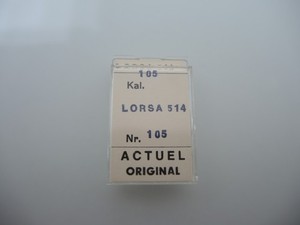 105
Kal.
LORSA 514
Nr. 105
ACTUEL
ORIGINAL